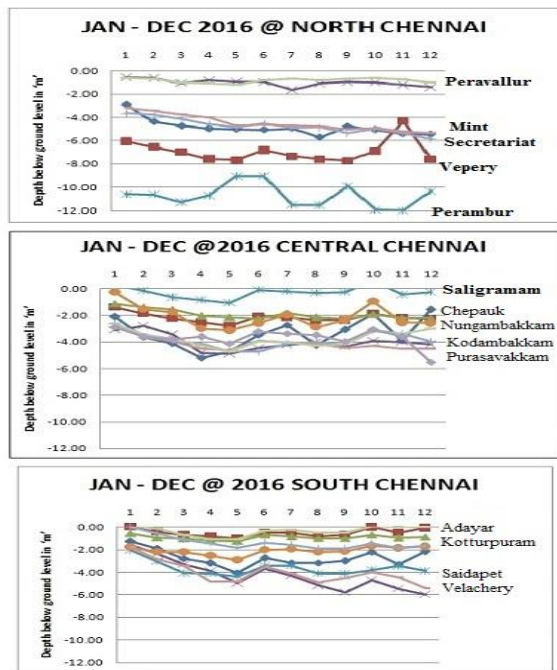 JAN - DEC 2016 @ NORTH CHENNAI
1 2 3 4 5 6 7 8 9 10 11 12
Depth below ground level in 'm'
0.00
-2.00
-4.00
-6.00
-8.00
-10.00
-12.00
Peravallur
Mint
Secretariat
Vepery
Perambur
JAN - DEC @2016 CENTRAL CHENNAI
1 2 3 4 5 6 7 8 9 10 11 12
Depth below ground level in 'm'
0.00
-2.00
-4.00
-6.00
-8.00
-10.00
-12.00
Saligramam
Chepauk
Nungambakkam
Kodambakkam
Purasavakkam
JAN - DEC @ 2016 SOUTH CHENNAI
1 2 3 4 5 6 7 8 9 10 11 12
Depth below ground level in 'm'
0.00
-2.00
-4.00
-6.00
-8.00
-10.00
-12.00
Adayar
Kotturpuram
Saidapet
Velachery